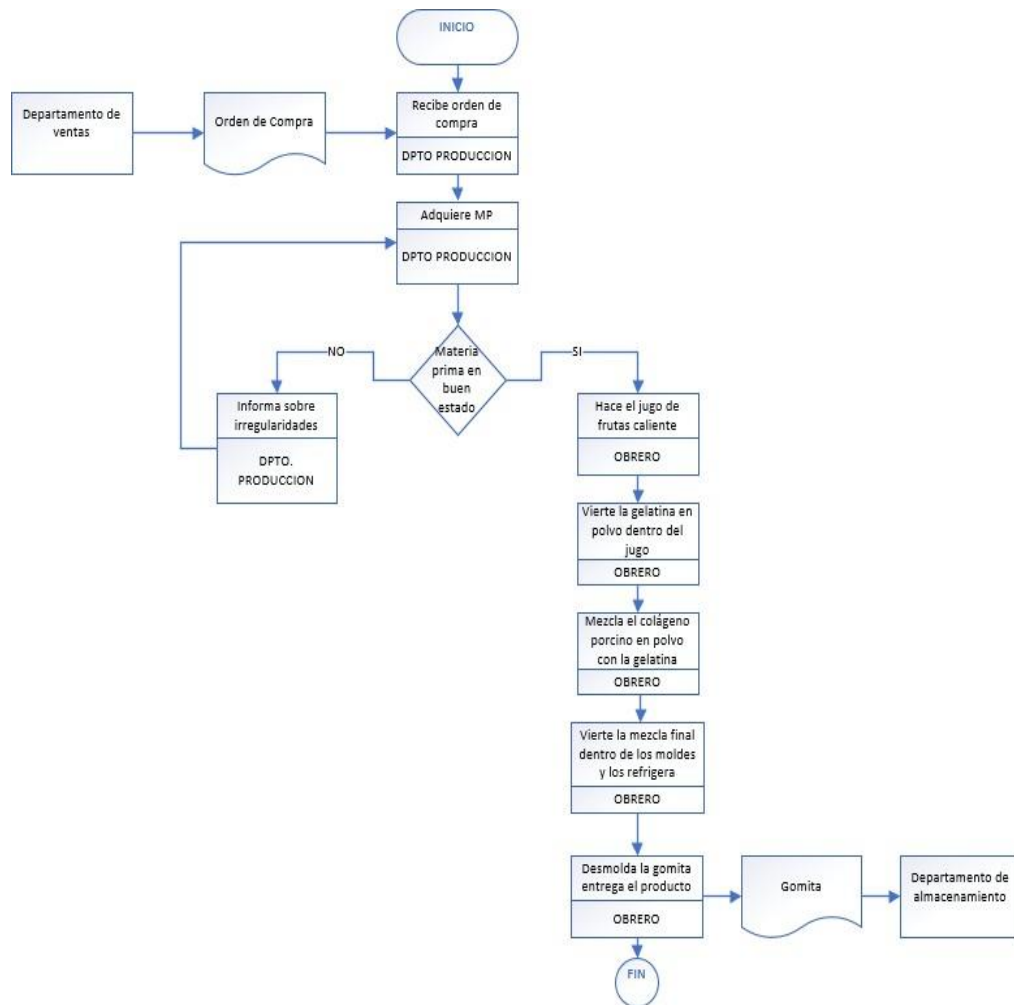 INICIO
Departamento de
ventas
Orden de Compra
Recibe orden de
compra
DPTO PRODUCCION
Adquiere MP
DPTO PRODUCCION
Materia
prima en
buen
estado
NO
SI
Informa sobre
irregularidades
DPTO.
PRODUCCION
Hace el jugo de
frutas caliente
OBRERO
Vierte la gelatina en
polvo dentro del
jugo
OBRERO
Mezcla el colágeno
porcino en polvo
con la gelatina
OBRERO
Vierte la mezcla final
dentro de los moldes
y los refrigera
OBRERO
Desmolda la gomita
entrega el producto
OBRERO
Gomita
Departamento de
almacenamiento
FIN